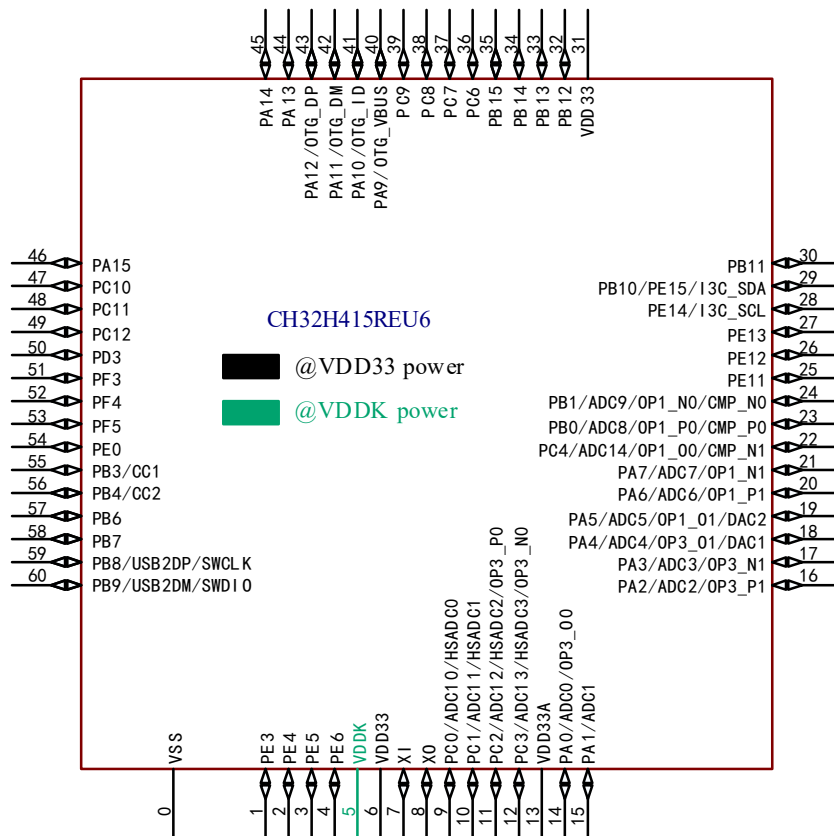 45
44
43
42
41
40
39
38
37
36
35
34
33
32
31
PA14
PA13
PA12/OTG_DP
PA11/OTG_DM
PA10/OTG_ID
PA9/OTG_VBUS
PC9
PC8
PC7
PC6
PB15
PB14
PB13
PB12
VDD33
46 PA15
47 PC10
48 PC11
49 PC12
50 PD3
51 PF3
52 PF4
53 PF5
54 PE0
55 PB3/CC1
56 PB4/CC2
57 PB6
58 PB7
59 PB8/USB2DP/SWCLK
60 PB9/USB2DM/SWDIO
CH32H415REU6
@VDD33 power
@VDDK power
PB11 30
PB10/PE15/I3C_SDA 29
PE14/I3C_SCL 28
PE13 27
PE12 26
PE11 25
PB1/ADC9/OP1_N0/CMP_N0 24
PB0/ADC8/OP1_P0/CMP_P0 23
PC4/ADC14/OP1_O0/CMP_N1 22
PA7/ADC7/OP1_N1 21
PA6/ADC6/OP1_P1 20
PA5/ADC5/OP1_O1/DAC2 19
PA4/ADC4/OP3_O1/DAC1 18
PA3/ADC3/OP3_N1 17
PA2/ADC2/OP3_P1 16
VSS
PE3
PE4
PE5
PE6
VDDK
VDD33
XI
XO
PC0/ADC10/HSADC0
PC1/ADC11/HSADC1
PC2/ADC12/HSADC2/OP3_P0
PC3/ADC13/HSADC3/OP3_N0
VDD33A
PA0/ADC0/OP3_O0
PA1/ADC1
0
1
2
3
4
5
6
7
8
9
10
11
12
13
14
15